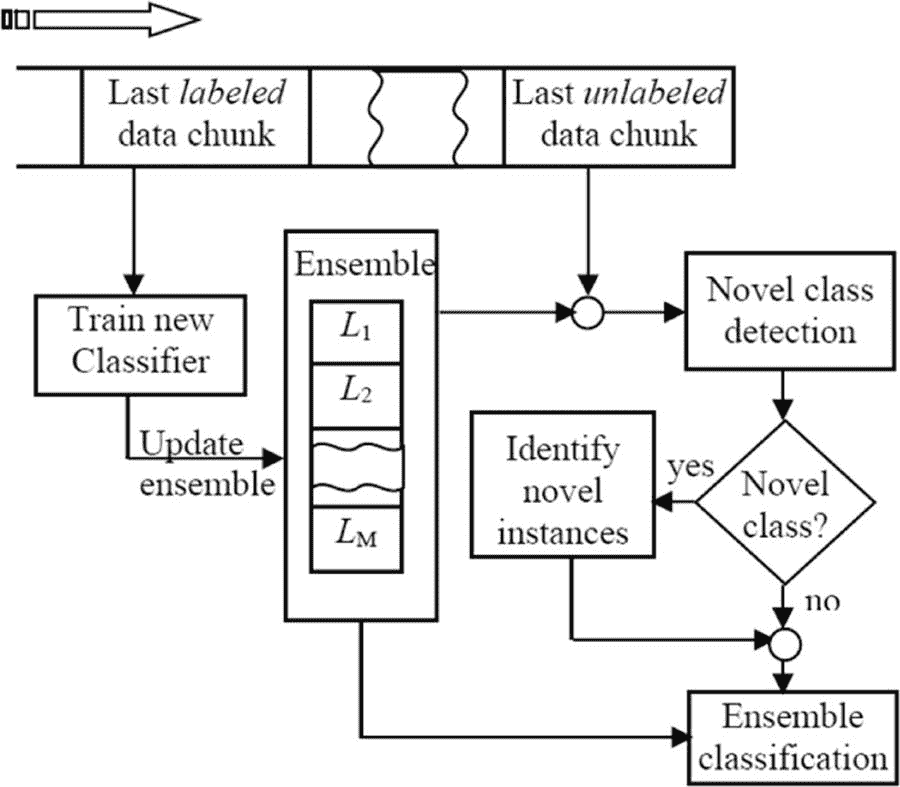 Last labeled
data chunk
Last unlabeled
data chunk
Ensemble
L1
L2
LM
Train new
Classifier
Update
ensemble
Novel class
detection
Identify
novel
instances
yes
Novel
class?
no
Ensemble
classification